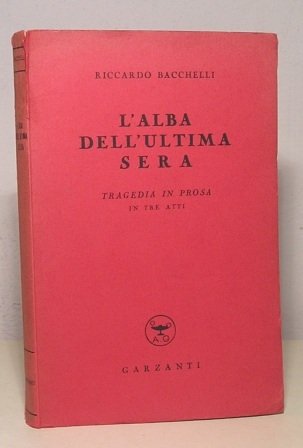 RICCARDO BACCHELLI
L'ALBA
DELL'ULTIMA
SERA
TRAGEDIA IN PROSA
IN TRE ATTI
GARZANTI